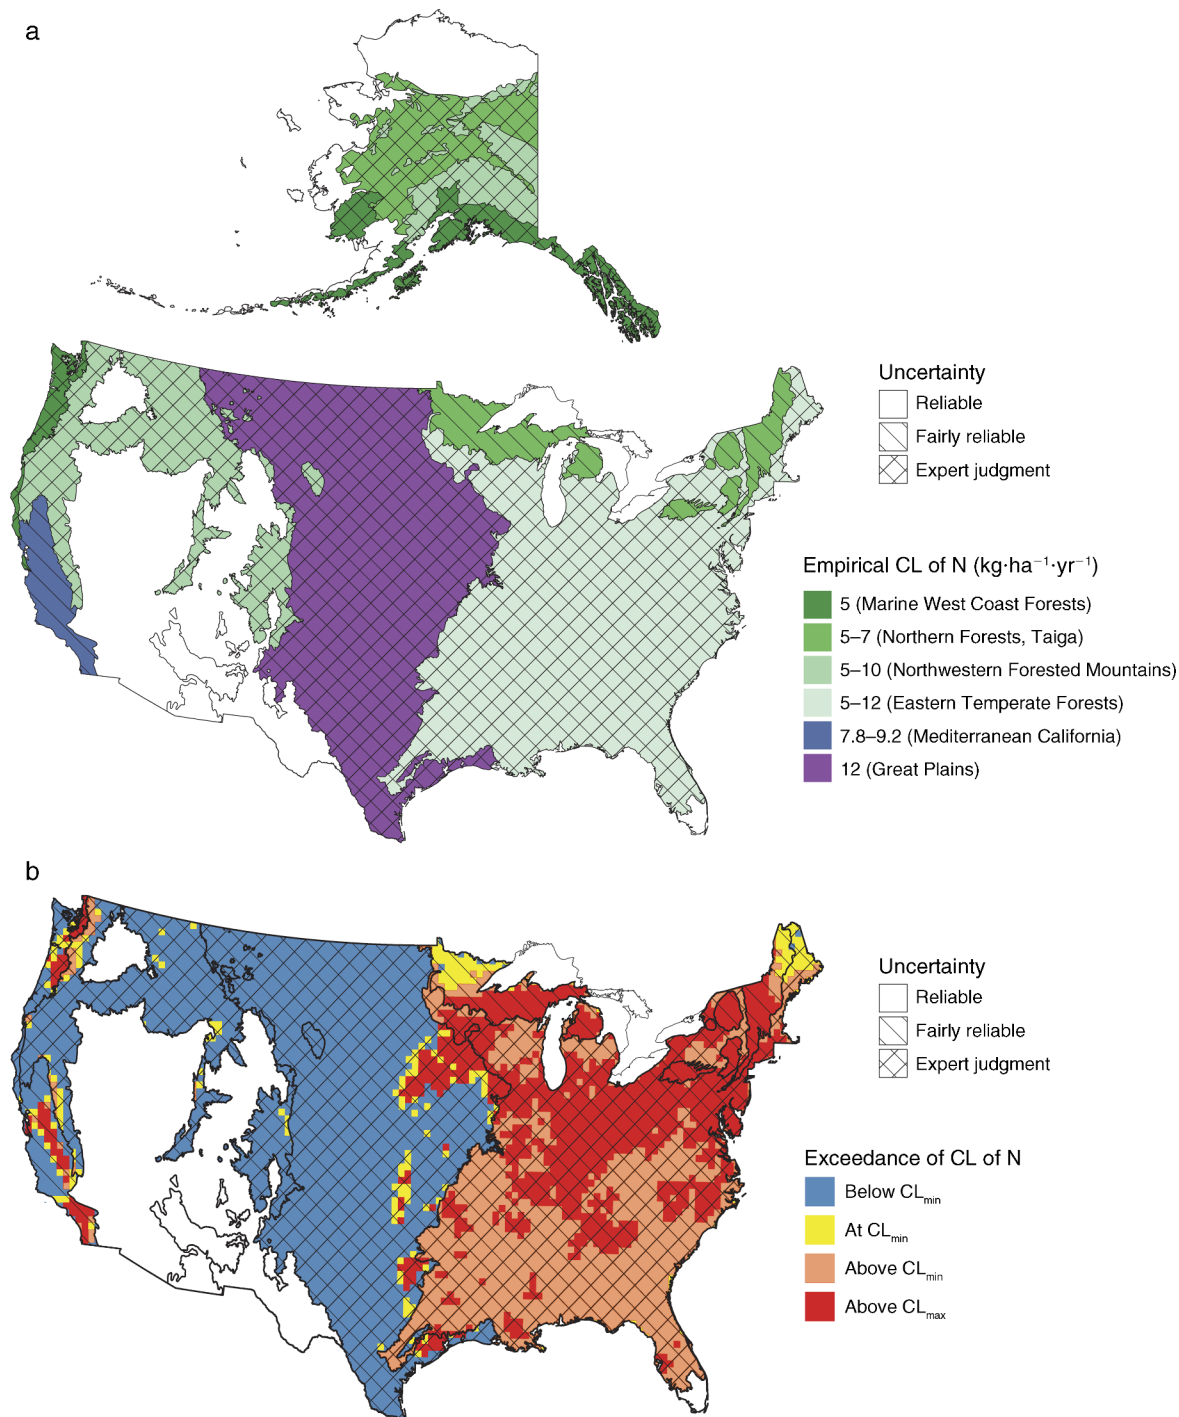 a
Uncertainty
Reliable
Fairly reliable
Expert judgment
Empirical CL of N (kg·ha⁻¹·yr⁻¹)
5 (Marine West Coast Forests)
5–7 (Northern Forests, Taiga)
5–10 (Northwestern Forested Mountains)
5–12 (Eastern Temperate Forests)
7.8–9.2 (Mediterranean California)
12 (Great Plains)
b
Uncertainty
Reliable
Fairly reliable
Expert judgment
Exceedance of CL of N
Below CLmin
At CLmin
Above CLmin
Above CLmax